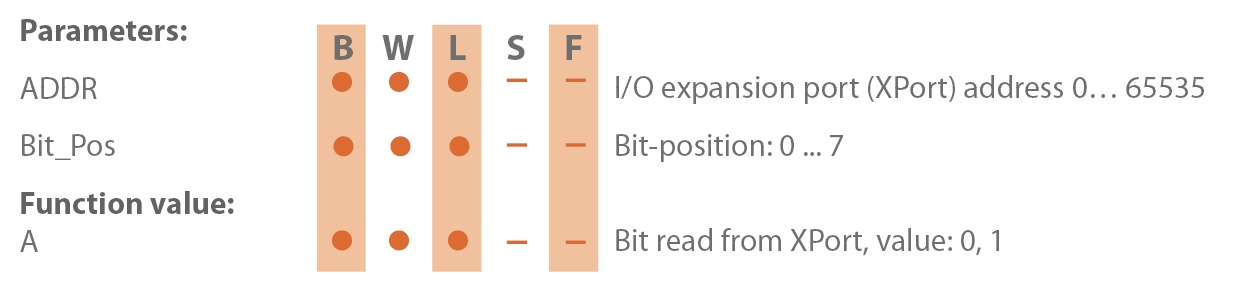 Parameters:
B W L S F
ADDR ● ● ● – – I/O expansion port (XPort) address 0… 65535
Bit_Pos ● ● ● – – Bit-position: 0 ... 7
Function value:
A ● ● ● – – Bit read from XPort, value: 0, 1